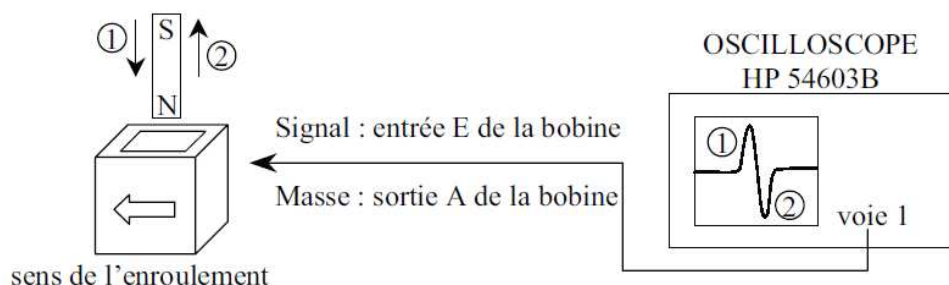 ① S ②
N
OSCILLOSCOPE
HP 54603B
Signal : entrée E de la bobine
Masse : sortie A de la bobine
①
②
voie 1
sens de l’enroulement